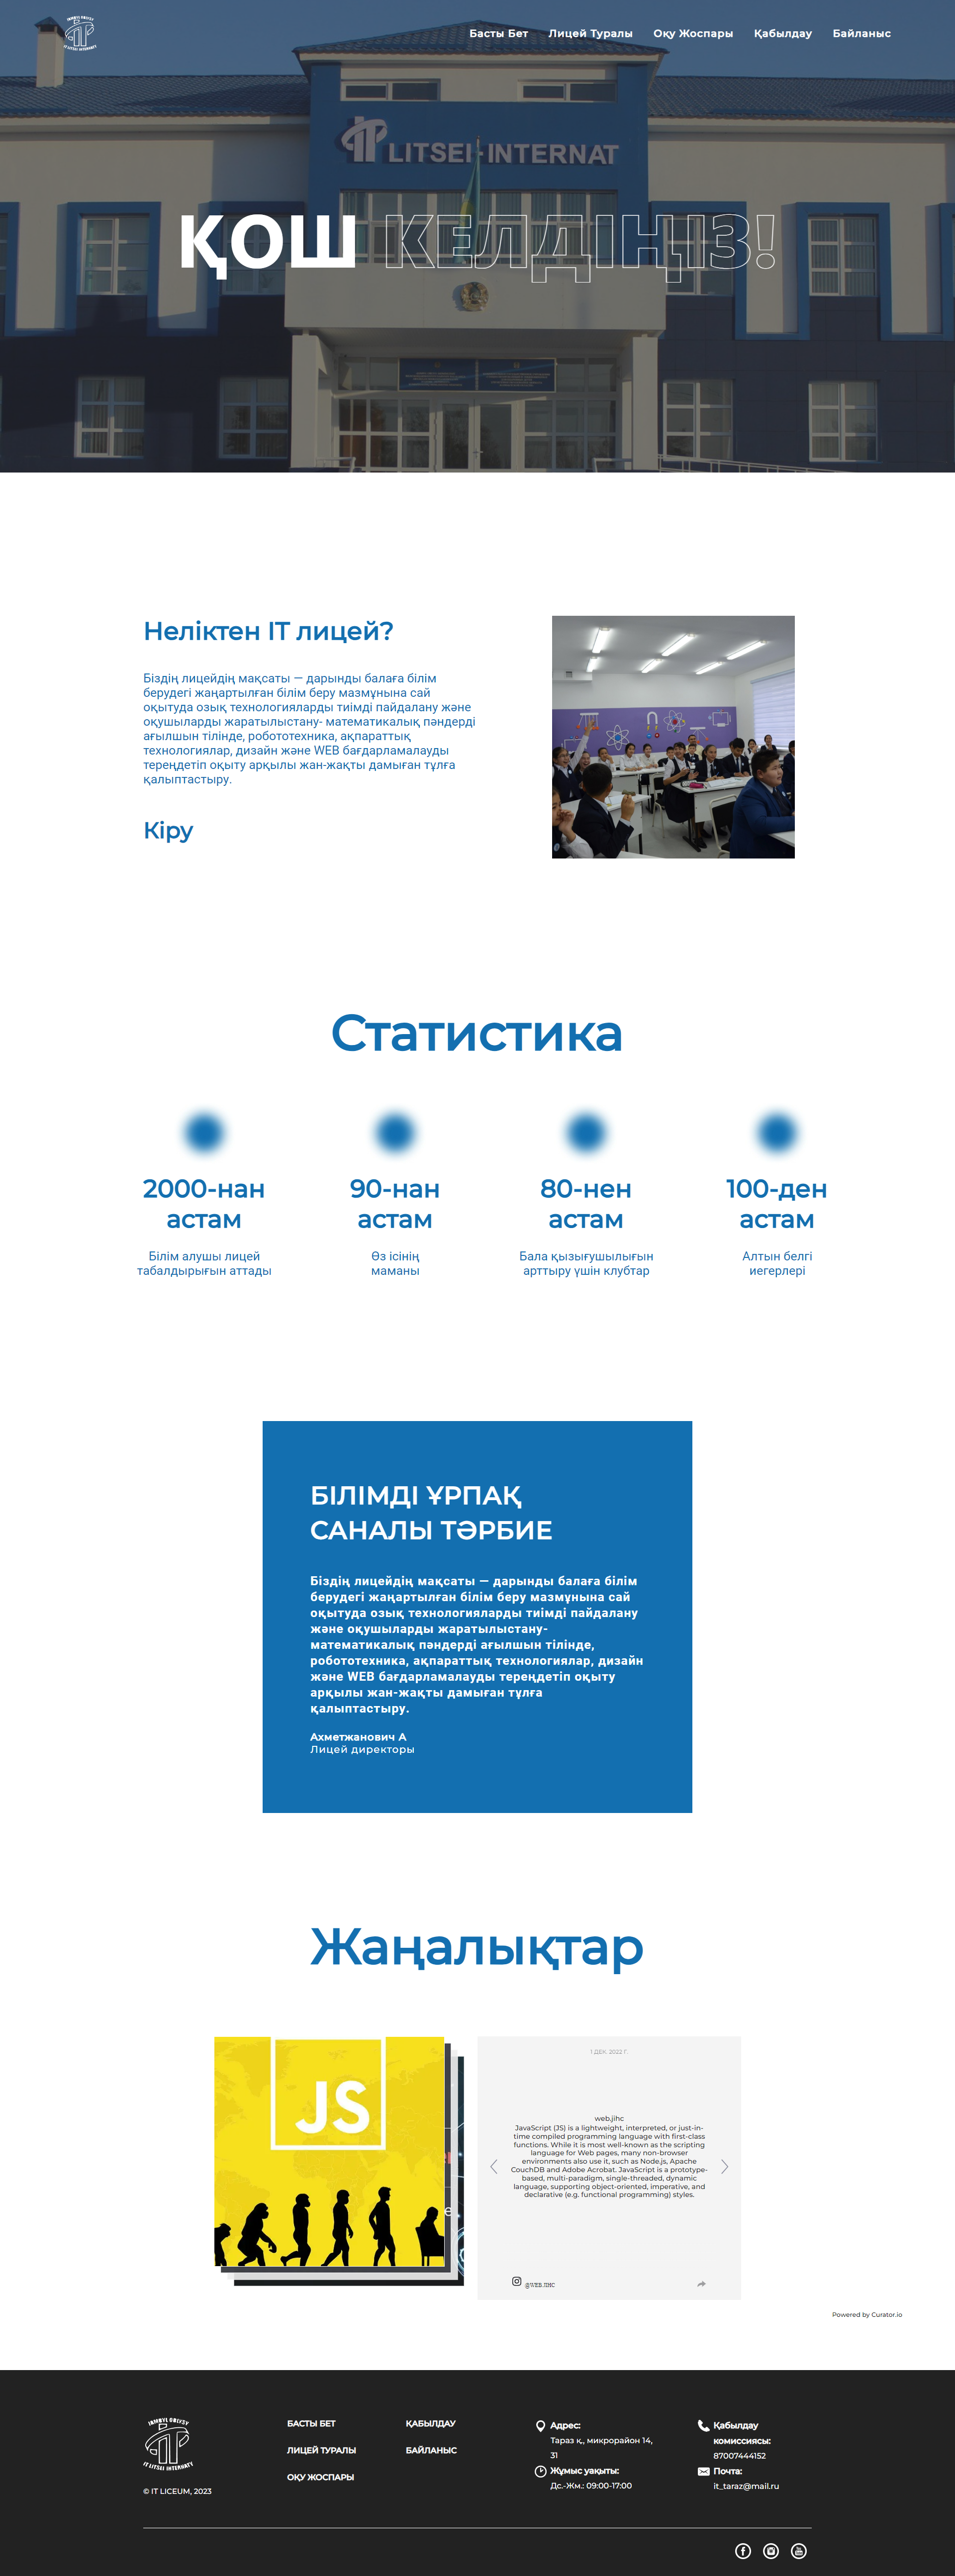 JAMBYL OBLYSY
IT LITSEI INTERNATY
Басты Бет Лицей Туралы Оқу Жоспары Қабылдау Байланыс
LITSEI-INTERNAT
ҚОШ КЕЛДІҢІЗ!
Неліктен IT лицей?
Біздің лицейдің мақсаты — дарынды балаға білім
берудегі жаңартылған білім беру мазмұнына сай
оқытуда озық технологияларды тиімді пайдалану және
оқушыларды жаратылыстану- математикалық пәндерді
ағылшын тілінде, робототехника, ақпараттық
технологиялар, дизайн және WEB бағдарламалауды
тереңдетіп оқыту арқылы жан-жақты дамыған тұлға
қалыптастыру.
Кіру
Статистика
2000-нан
астам
Білім алушы лицей
табалдырығын аттады
90-нан
астам
Өз ісінің
маманы
80-нен
астам
Бала қызығушылығын
арттыру үшін клубтар
100-ден
астам
Алтын белгі
иегерлері
БІЛІМДІ ҰРПАҚ
САНАЛЫ ТӘРБИЕ
Біздің лицейдің мақсаты — дарынды балаға білім
берудегі жаңартылған білім беру мазмұнына сай
оқытуда озық технологияларды тиімді пайдалану
және оқушыларды жаратылыстану-
математикалық пәндерді ағылшын тілінде,
робототехника, ақпараттық технологиялар, дизайн
және WEB бағдарламалауды тереңдетіп оқыту
арқылы жан-жақты дамыған тұлға
қалыптастыру.
Ахметжанович А
Лицей директоры
Жаңалықтар
JS
1 ДЕК. 2022 Г.
web.jihc
JavaScript (JS) is a lightweight, interpreted, or just-in-
time compiled programming language with first-class
functions. While it is most well-known as the scripting
language for Web pages, many non-browser
environments also use it, such as Node.js, Apache
CouchDB and Adobe Acrobat. JavaScript is a prototype-
based, multi-paradigm, single-threaded, dynamic
language, supporting object-oriented, imperative, and
declarative (e.g. functional programming) styles.
@WEB.JIHC
Powered by Curator.io
JAMBYL OBLYSY
IT LITSEI INTERNATY
© IT LICEUM, 2023
БАСТЫ БЕТ
ЛИЦЕЙ ТУРАЛЫ
ОҚУ ЖОСПАРЫ
ҚАБЫЛДАУ
БАЙЛАНЫС
Адрес:
Тараз қ., микрорайон 14,
31
Жұмыс уақыты:
Дс.-Жм.: 09:00-17:00
Қабылдау
комиссиясы:
87007444152
Почта:
it_taraz@mail.ru